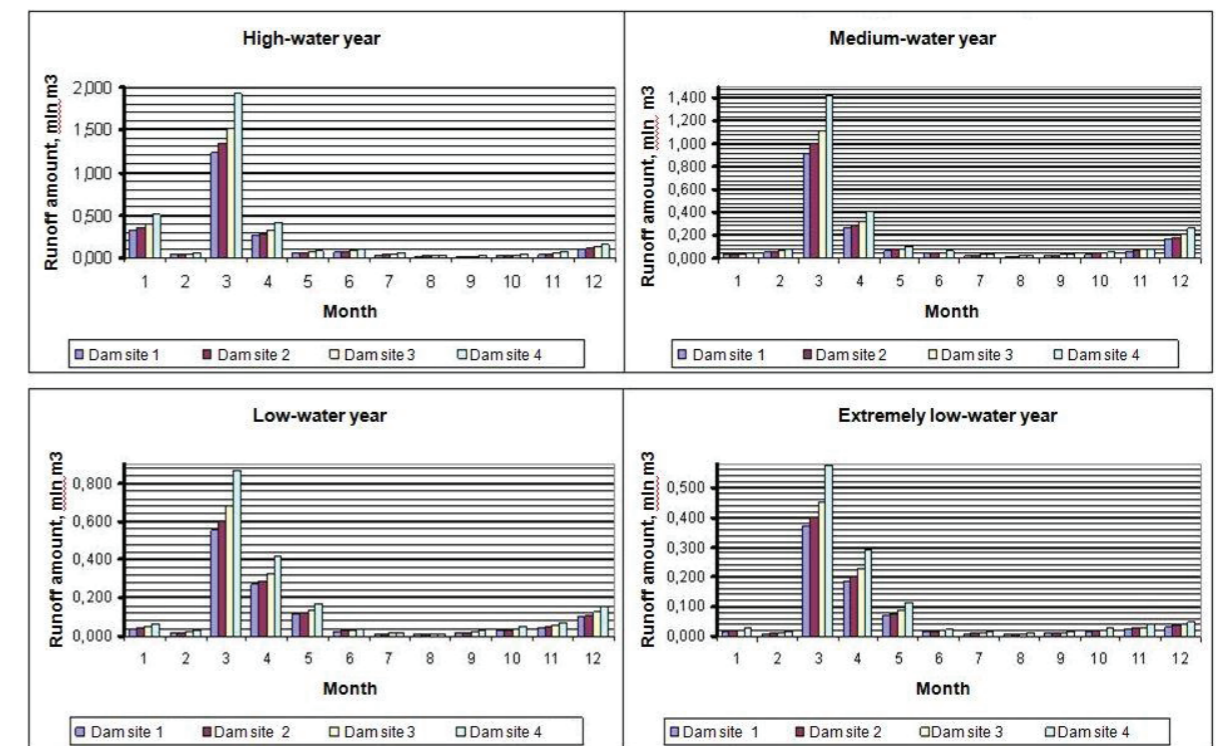 High-water year
Runoff amount, mln m3
2,000
1,500
1,000
0,500
0,000
1 2 3 4 5 6 7 8 9 10 11 12
Month
Dam site 1 Dam site 2 Dam site 3 Dam site 4
Medium-water year
Runoff amount, mln m3
1,400
1,200
1,000
0,800
0,600
0,400
0,200
0,000
1 2 3 4 5 6 7 8 9 10 11 12
Month
Dam site 1 Dam site 2 Dam site 3 Dam site 4
Low-water year
Runoff amount, mln m3
0,800
0,600
0,400
0,200
0,000
1 2 3 4 5 6 7 8 9 10 11 12
Month
Dam site 1 Dam site 2 Dam site 3 Dam site 4
Extremely low-water year
Runoff amount, mln m3
0,500
0,400
0,300
0,200
0,100
0,000
1 2 3 4 5 6 7 8 9 10 11 12
Month
Dam site 1 Dam site 2 Dam site 3 Dam site 4